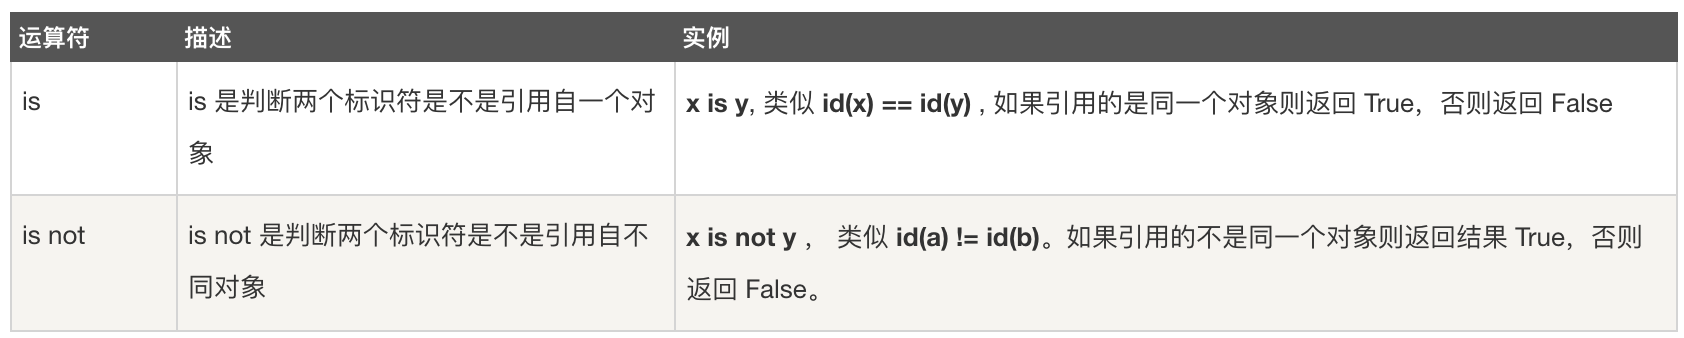 运算符 描述 实例
is is 是判断两个标识符是不是引用自一个对 x is y, 类似 id(x) == id(y) , 如果引用的是同一个对象则返回 True，否则返回 False
象
is not is not 是判断两个标识符是不是引用自不 x is not y ， 类似 id(a) != id(b)。如果引用的不是同一个对象则返回结果 True，否则
同对象 返回 False。